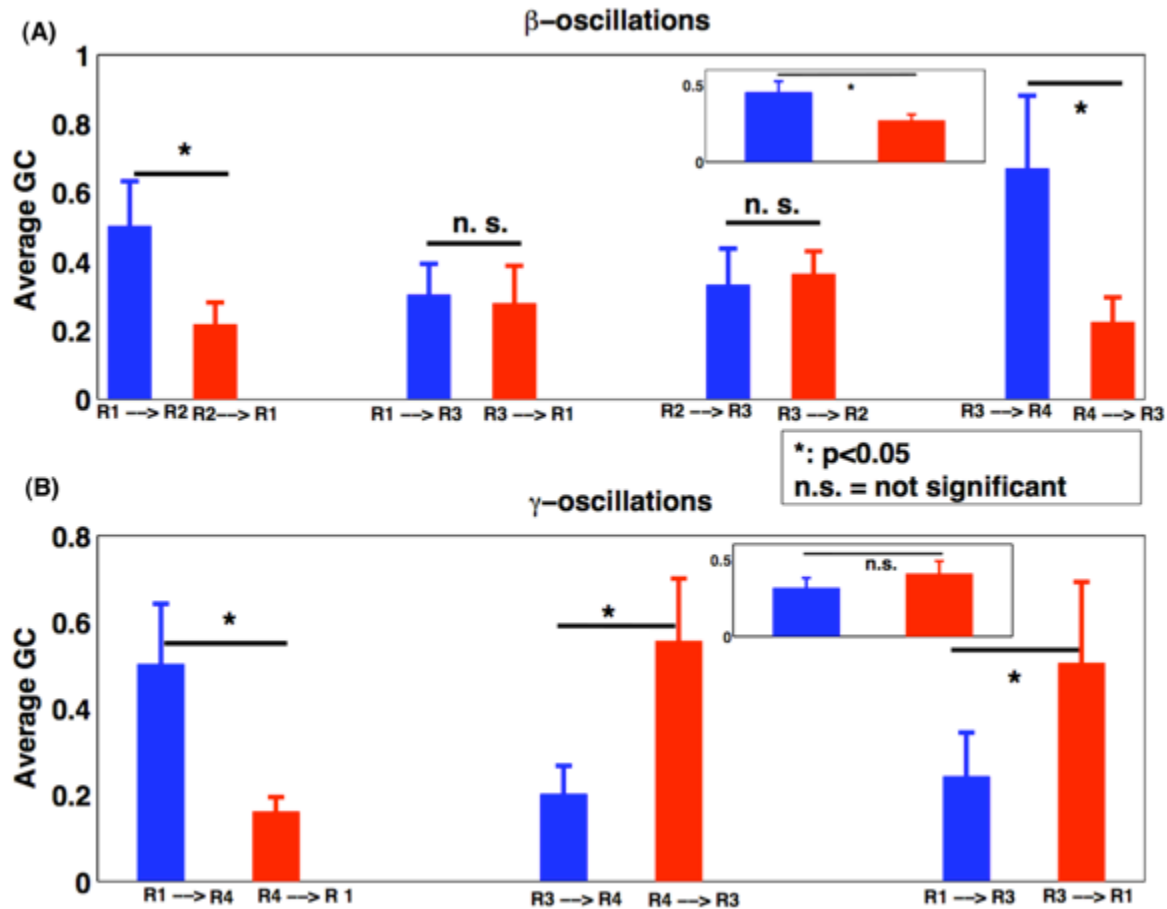 (A)
β–oscillations
Average GC
1
0.8
0.6
0.4
0.2
0
*
n. s.
n. s.
*
0.5
0
*
R1 ––> R2
R2––> R1
R1 ––> R3
R3 ––> R1
R2 ––> R3
R3 ––> R2
R3 ––> R4
R4 ––> R3
*: p<0.05
n.s. = not significant
(B)
γ–oscillations
Average GC
0.8
0.6
0.4
0.2
0
*
*
*
0.5
0
n.s.
R1 ––> R4
R4 ––> R 1
R3 ––> R4
R4 ––> R3
R1 ––> R3
R3 ––> R1